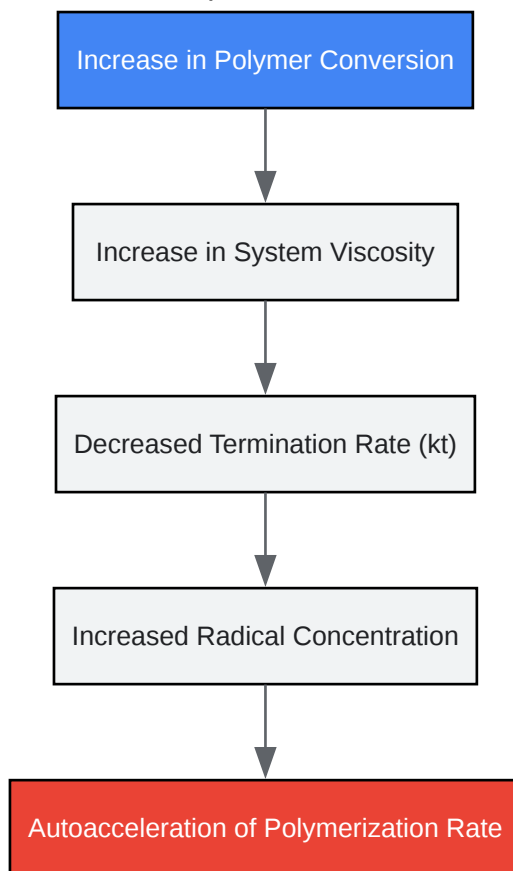 Increase in Polymer Conversion
Increase in System Viscosity
Decreased Termination Rate (kt)
Increased Radical Concentration
Autoacceleration of Polymerization Rate